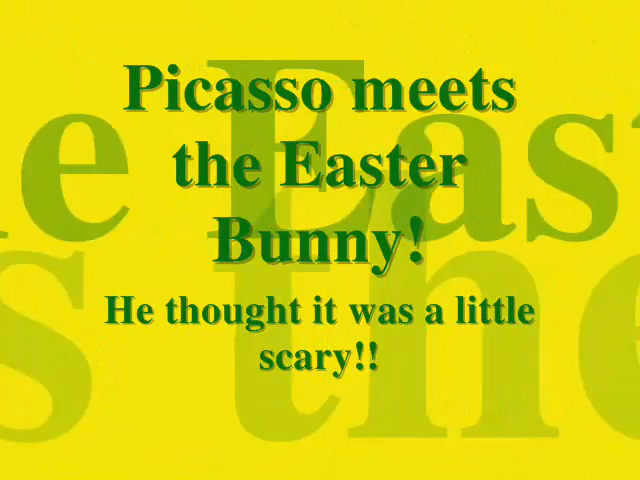 Picasso meets
the Easter
Bunny!
He thought it was a little
scary!!